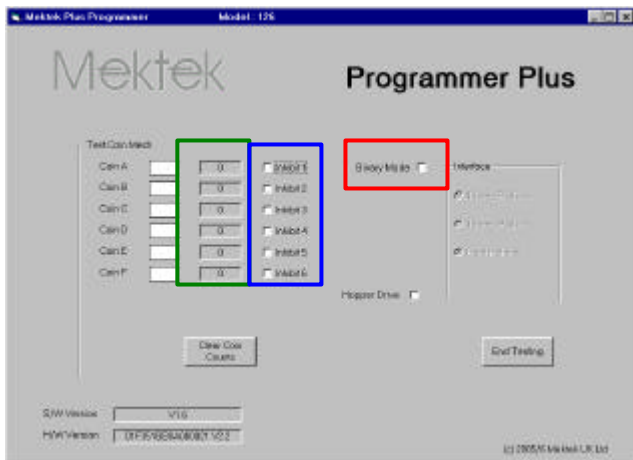 Mektek Plus Programmer Model : 126
Mektek
Programmer Plus
Test Coin Mech
Coin A 0 Inhibit 1
Coin B 0 Inhibit 2
Coin C 0 Inhibit 3
Coin D 0 Inhibit 4
Coin E 0 Inhibit 5
Coin F 0 Inhibit 6
Binary Mode
Interface
Hopper Drive
Clear Coin
Counts
End Testing
S/W Version V1.6
H/W Version V2.2
(c) 2005/6 Mektek UK Ltd